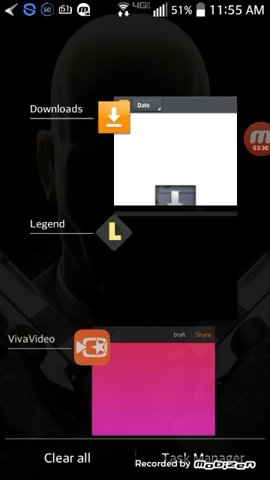 4G
51%
11:55 AM
Downloads
Date
03:30
Legend
L
VivaVideo
Draft
Share
Clear all
Task Manager
Recorded by mobizen